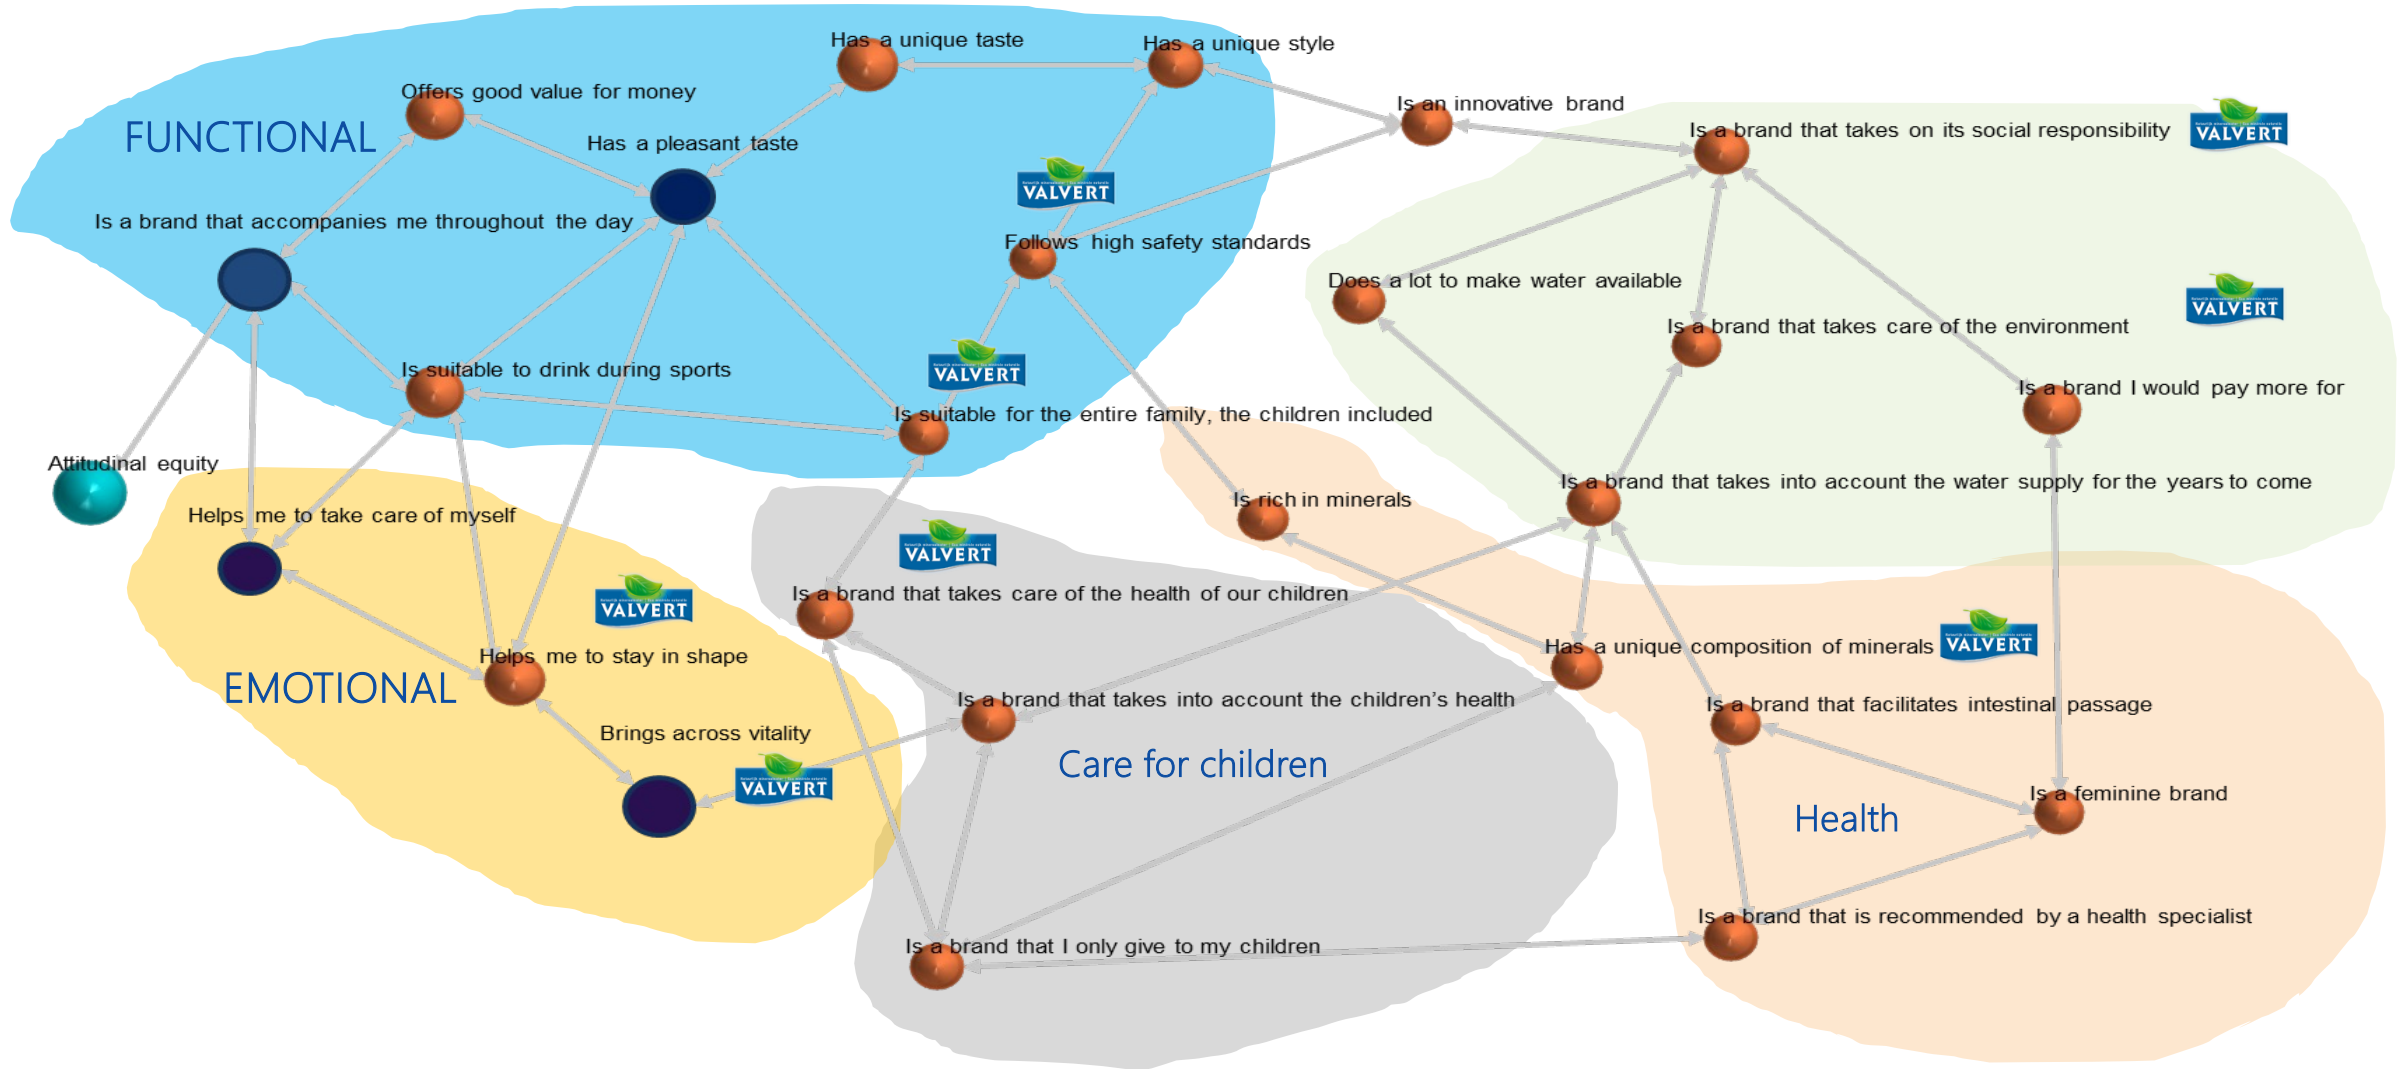 Has a unique taste
Has a unique style
Offers good value for money
Is an innovative brand
FUNCTIONAL
Has a pleasant taste
Is a brand that takes on its social responsibility
VALVERT
VALVERT
Is a brand that accompanies me throughout the day
Follows high safety standards
Does a lot to make water available
VALVERT
Is a brand that takes care of the environment
Is suitable to drink during sports
VALVERT
Is a brand I would pay more for
Is suitable for the entire family, the children included
Attitudinal equity
Is a brand that takes into account the water supply for the years to come
Is rich in minerals
Helps me to take care of myself
VALVERT
Is a brand that takes care of the health of our children
VALVERT
Has a unique composition of minerals
VALVERT
Helps me to stay in shape
EMOTIONAL
Is a brand that takes into account the children’s health
Is a brand that facilitates intestinal passage
Brings across vitality
VALVERT
Care for children
Is a feminine brand
Health
Is a brand that is recommended by a health specialist
Is a brand that I only give to my children